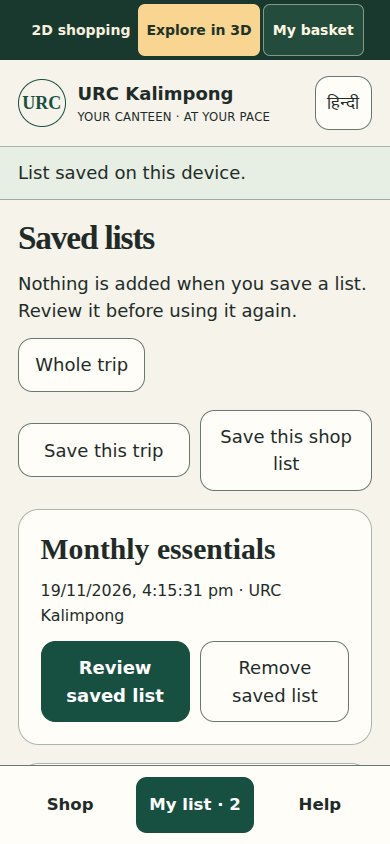 2D shopping Explore in 3D My basket
URC URC Kalimpong
YOUR CANTEEN · AT YOUR PACE
हिन्दी
List saved on this device.
Saved lists
Nothing is added when you save a list.
Review it before using it again.
Whole trip
Save this trip
Save this shop
list
Monthly essentials
19/11/2026, 4:15:31 pm · URC
Kalimpong
Review
saved list
Remove
saved list
Shop My list · 2 Help